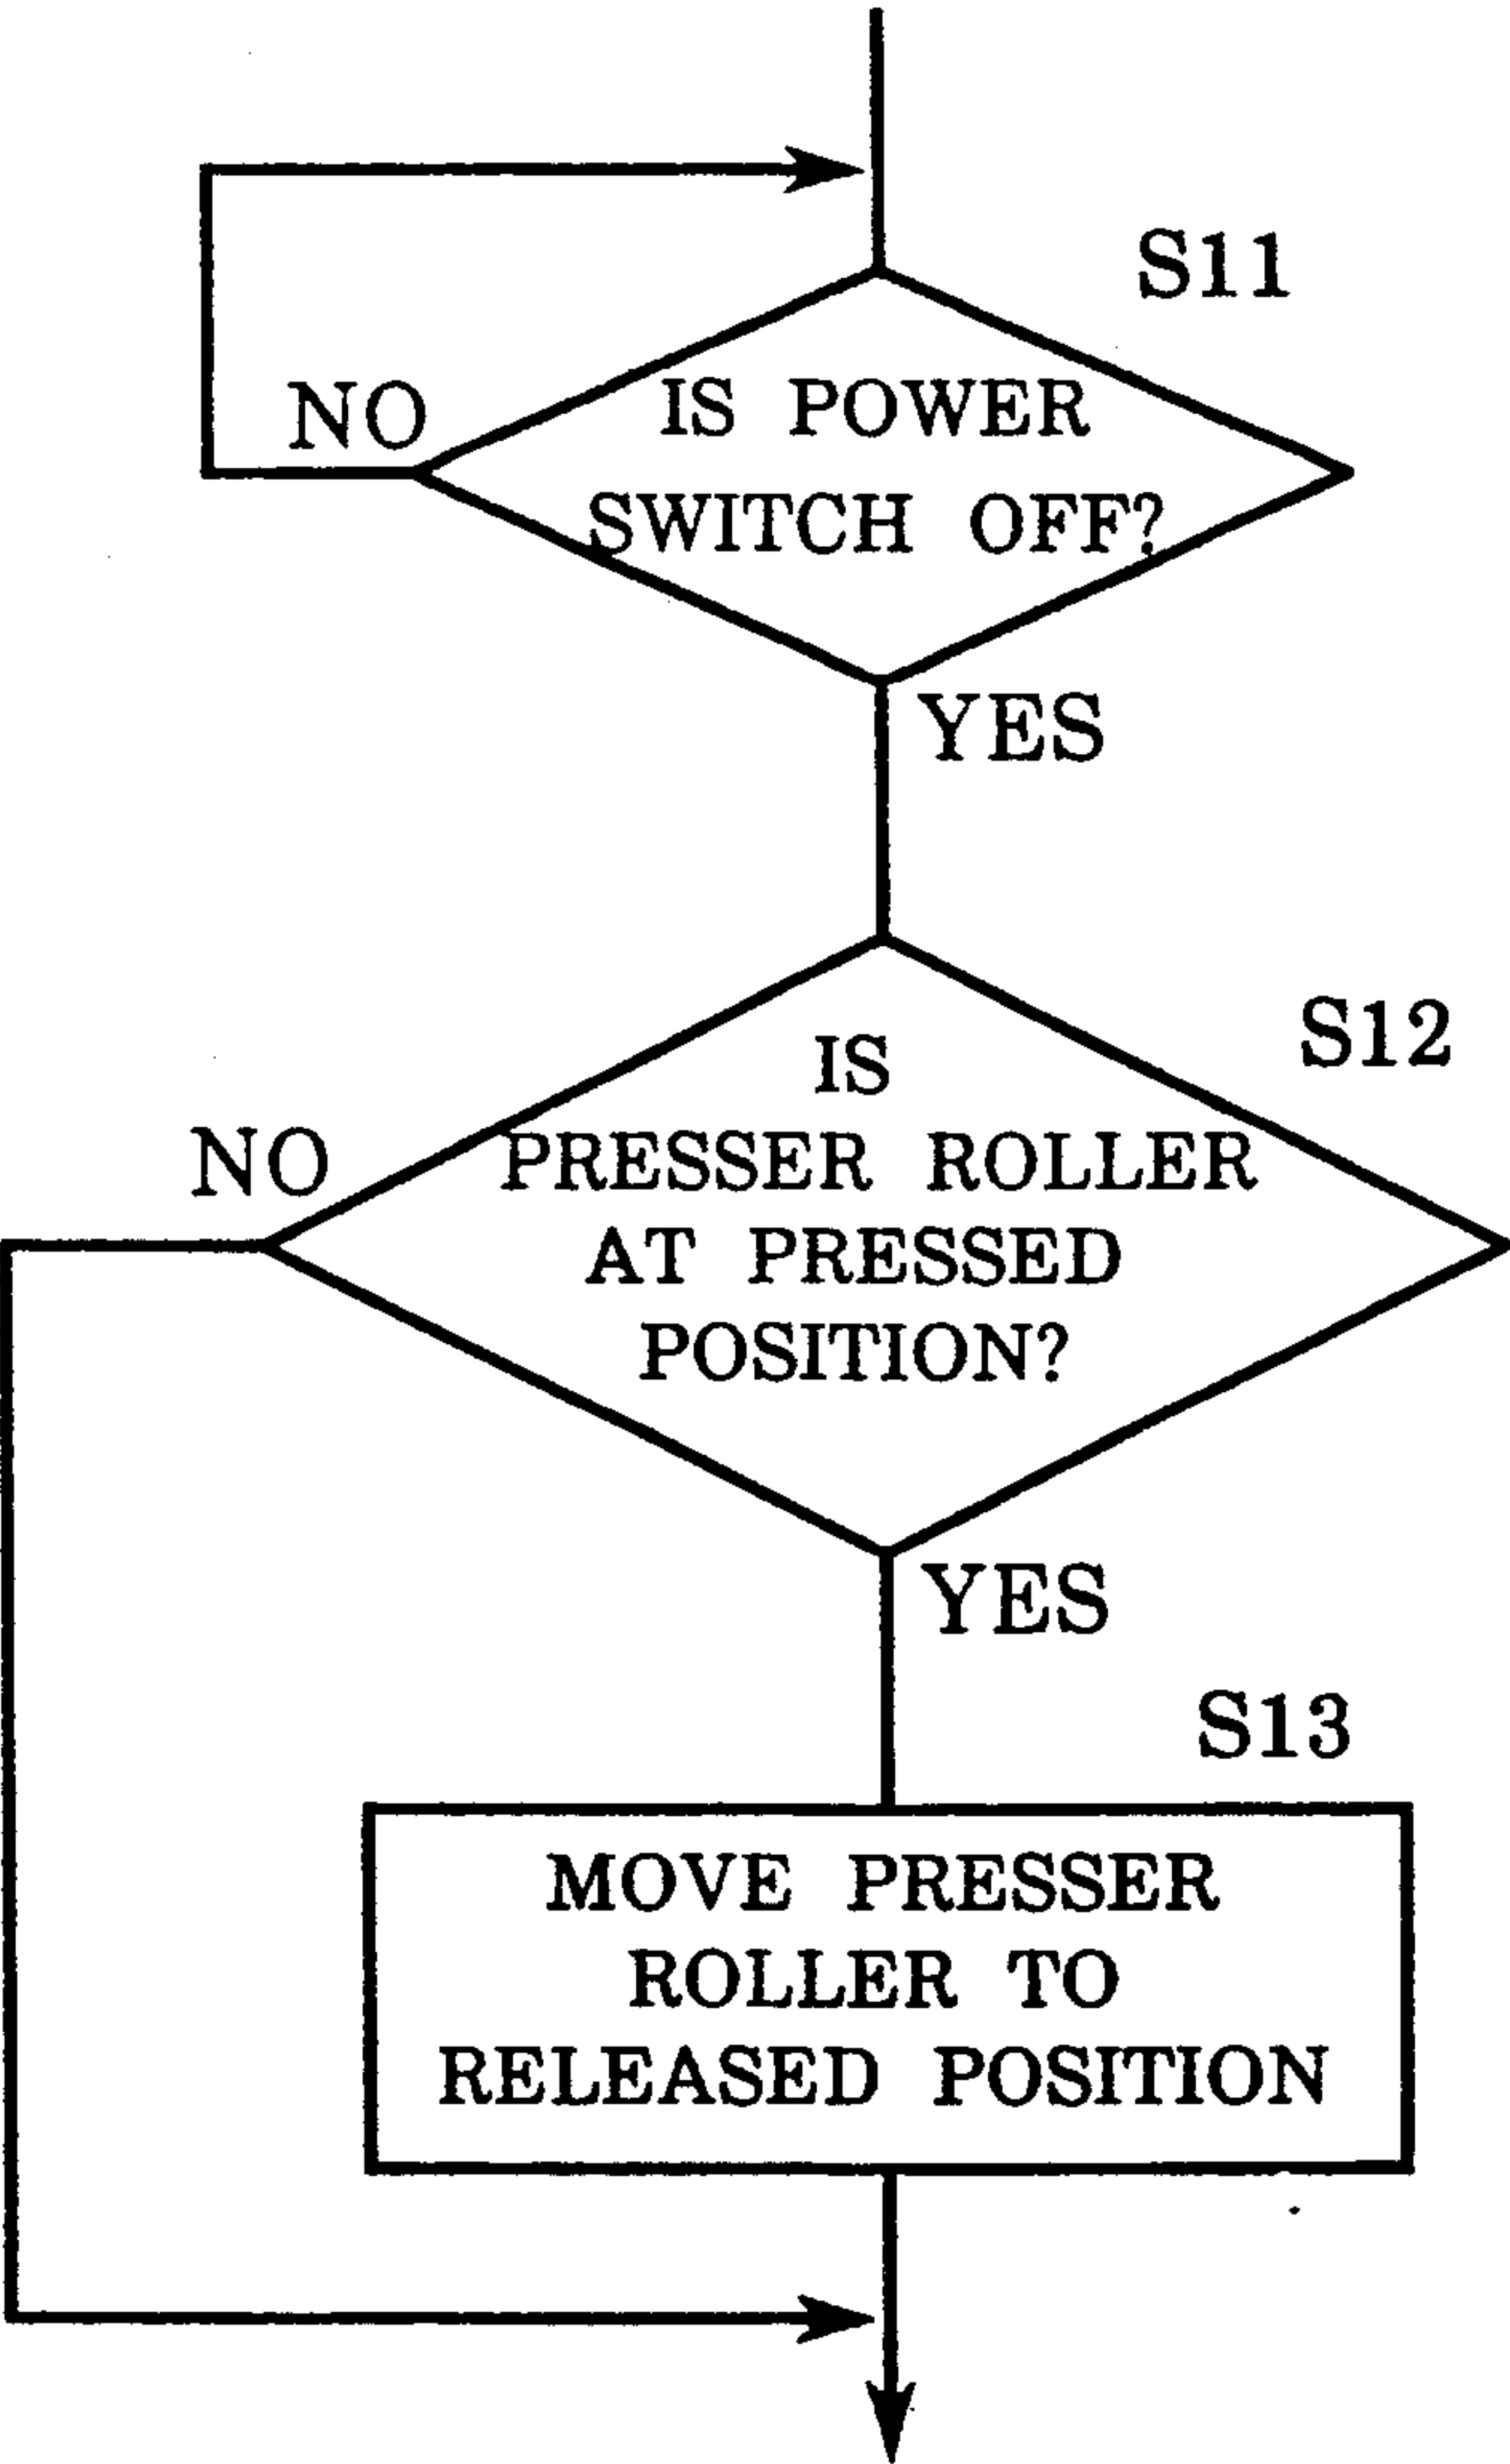 S11
NO
IS POWER
SWITCH OFF?
YES
S12
IS
NO
PRESSER ROLLER
AT PRESSED
POSITION?
YES
S13
MOVE PRESSER
ROLLER TO
RELEASED POSITION